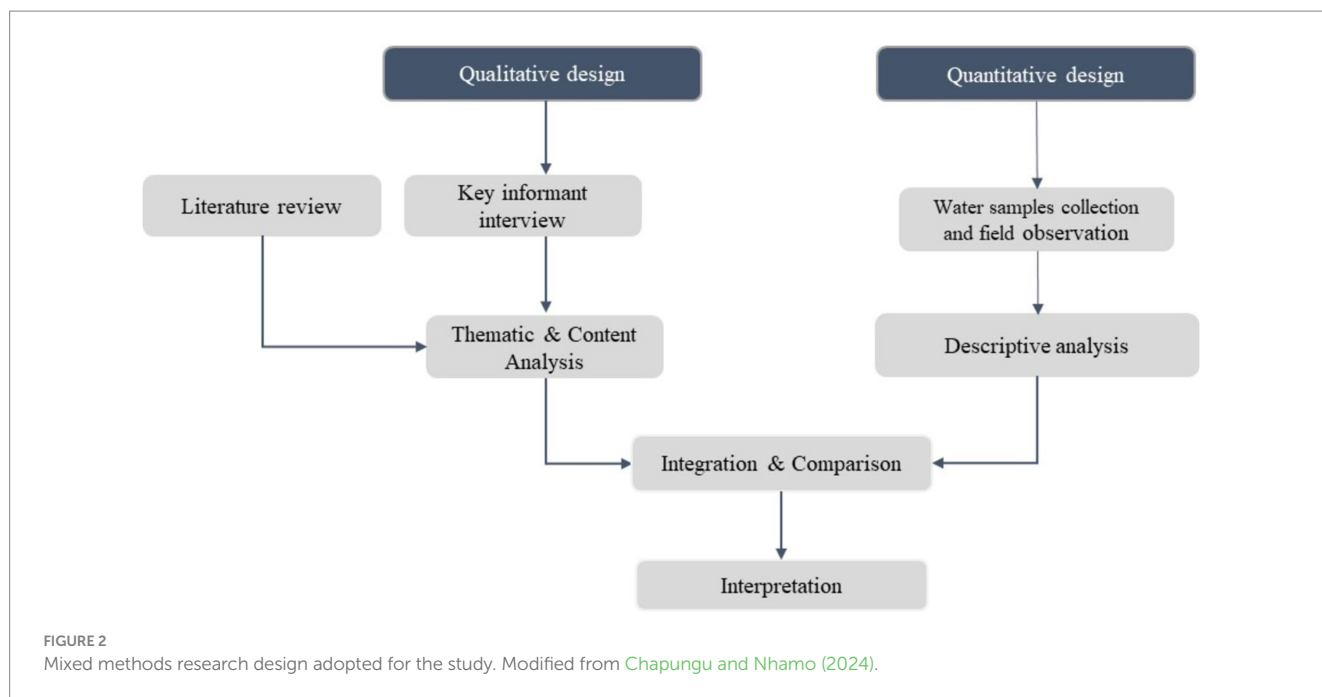 Qualitative design
Quantitative design
Literature review
Key informant
interview
Water samples collection
and field observation
Thematic & Content
Analysis
Descriptive analysis
Integration & Comparison
Interpretation
FIGURE 2
Mixed methods research design adopted for the study. Modified from Chapungu and Nhamo (2024).